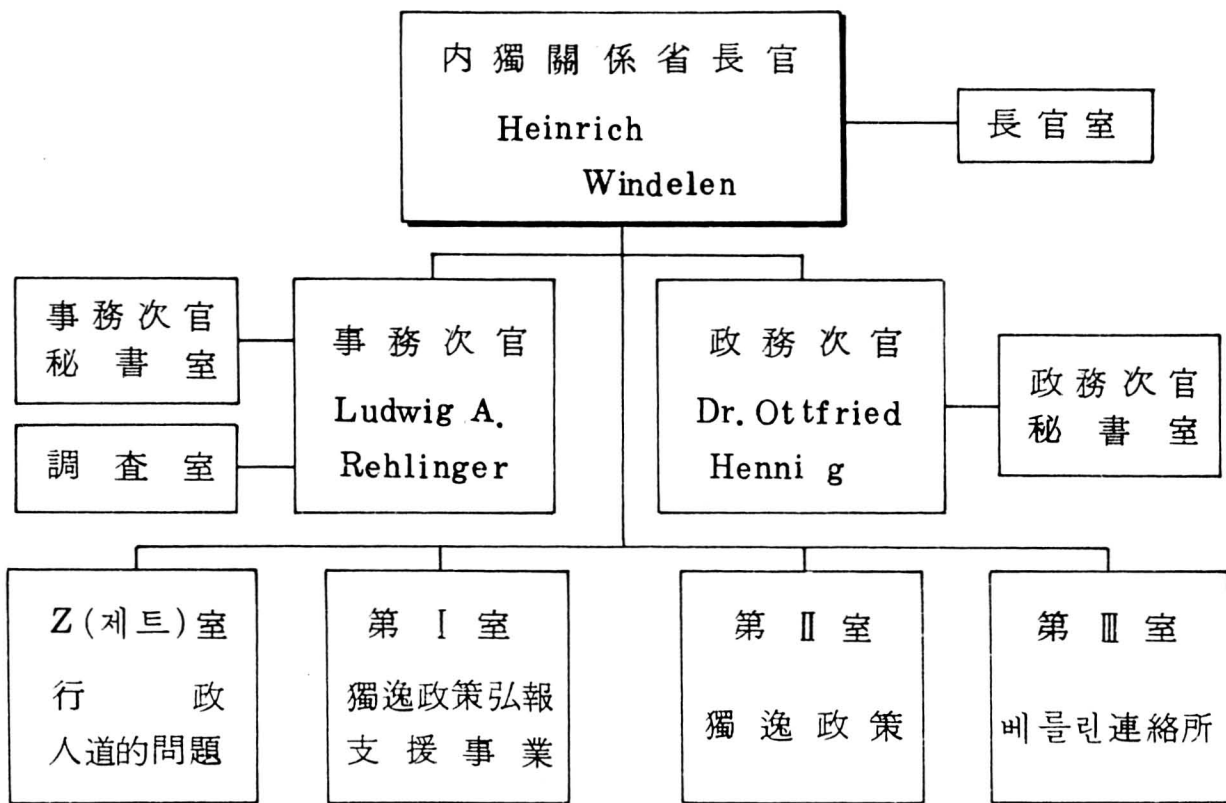 内獨關係省長官
Heinrich
Windelen
長官室
事務次官
秘書室
調査室
事務次官
Ludwig A.
Rehlinger
政務次官
Dr. Ottfried
Hennig
政務次官
秘書室
Z(제트)室
行政
人道的問題
第Ⅰ室
獨逸政策弘報
支援事業
第Ⅱ室
獨逸政策
第Ⅲ室
베를린連絡所